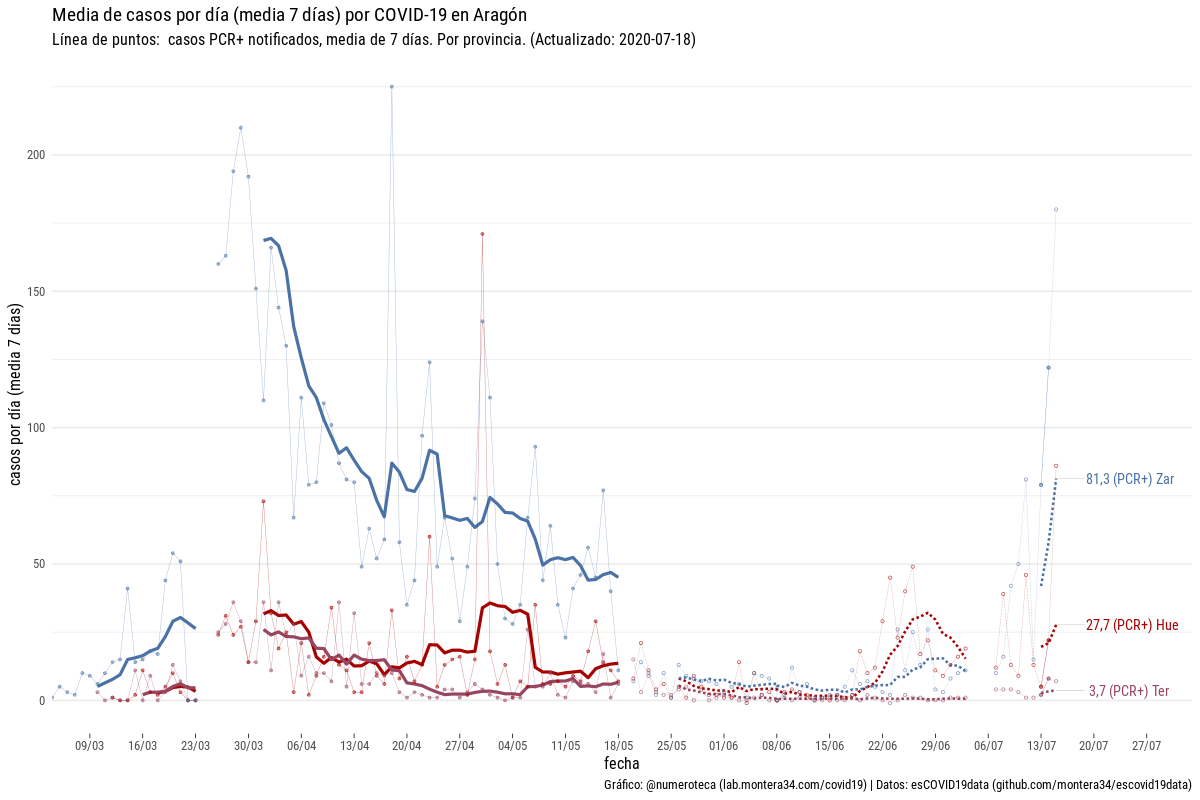 Media de casos por día (media 7 días) por COVID-19 en Aragón
Línea de puntos:  casos PCR+ notificados, media de 7 días. Por provincia. (Actualizado: 2020-07-18)
casos por día (media 7 días)
200
150
100
50
0
81,3 (PCR+) Zar
27,7 (PCR+) Hue
3,7 (PCR+) Ter
09/03 16/03 23/03 30/03 06/04 13/04 20/04 27/04 04/05 11/05 18/05 25/05 01/06 08/06 15/06 22/06 29/06 06/07 13/07 20/07 27/07
fecha
Gráfico: @numeroteca (lab.montera34.com/covid19) | Datos: esCOVID19data (github.com/montera34/escovid19data)